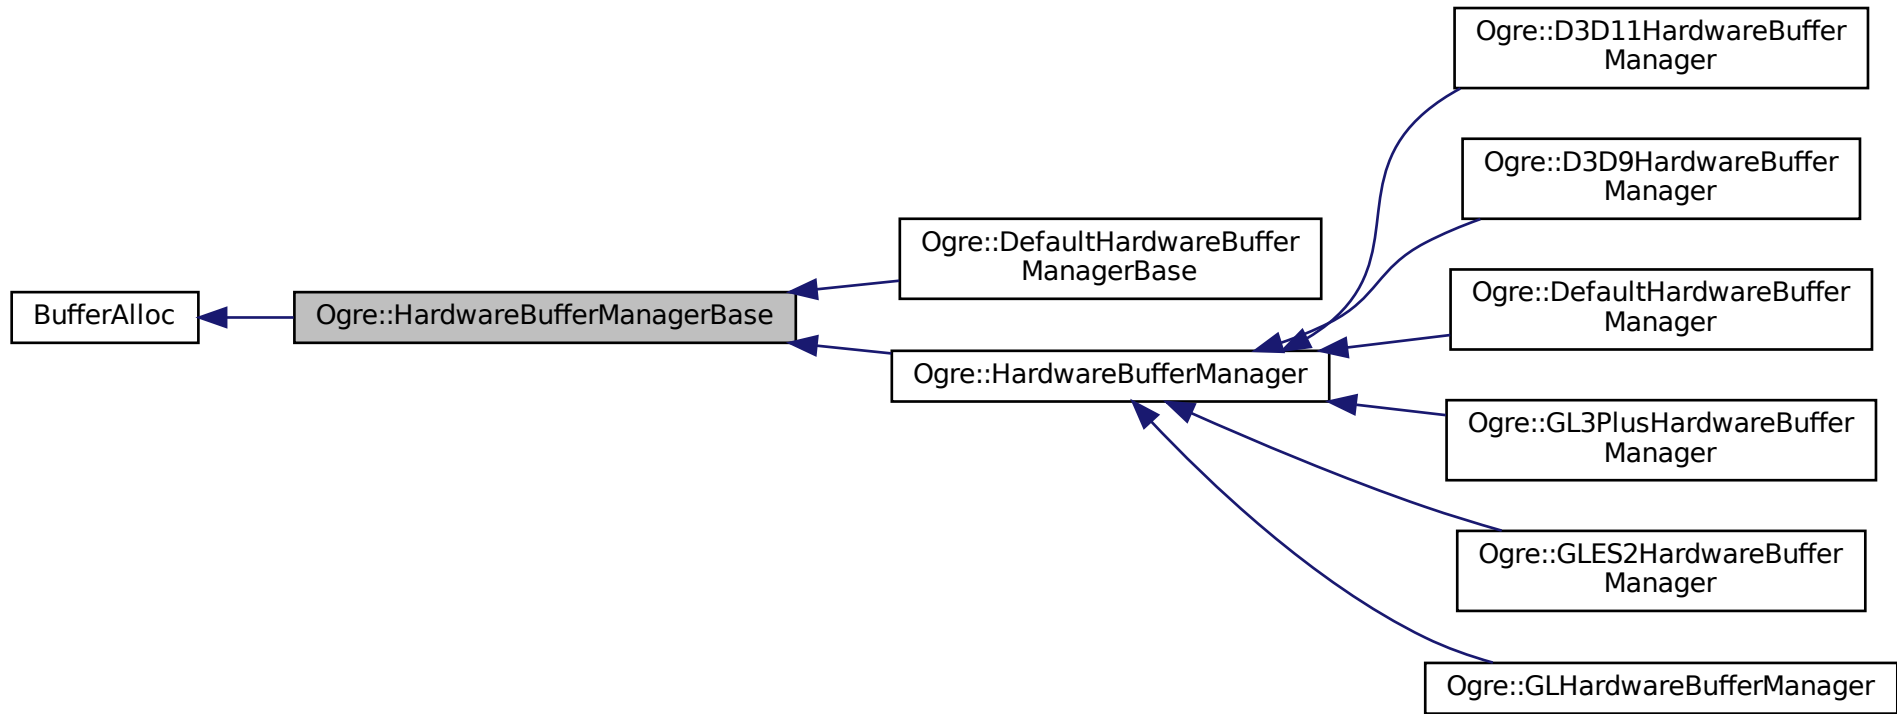 BufferAlloc
Ogre::HardwareBufferManagerBase
Ogre::DefaultHardwareBuffer
ManagerBase
Ogre::HardwareBufferManager
Ogre::D3D11HardwareBuffer
Manager
Ogre::D3D9HardwareBuffer
Manager
Ogre::DefaultHardwareBuffer
Manager
Ogre::GL3PlusHardwareBuffer
Manager
Ogre::GLES2HardwareBuffer
Manager
Ogre::GLHardwareBufferManager